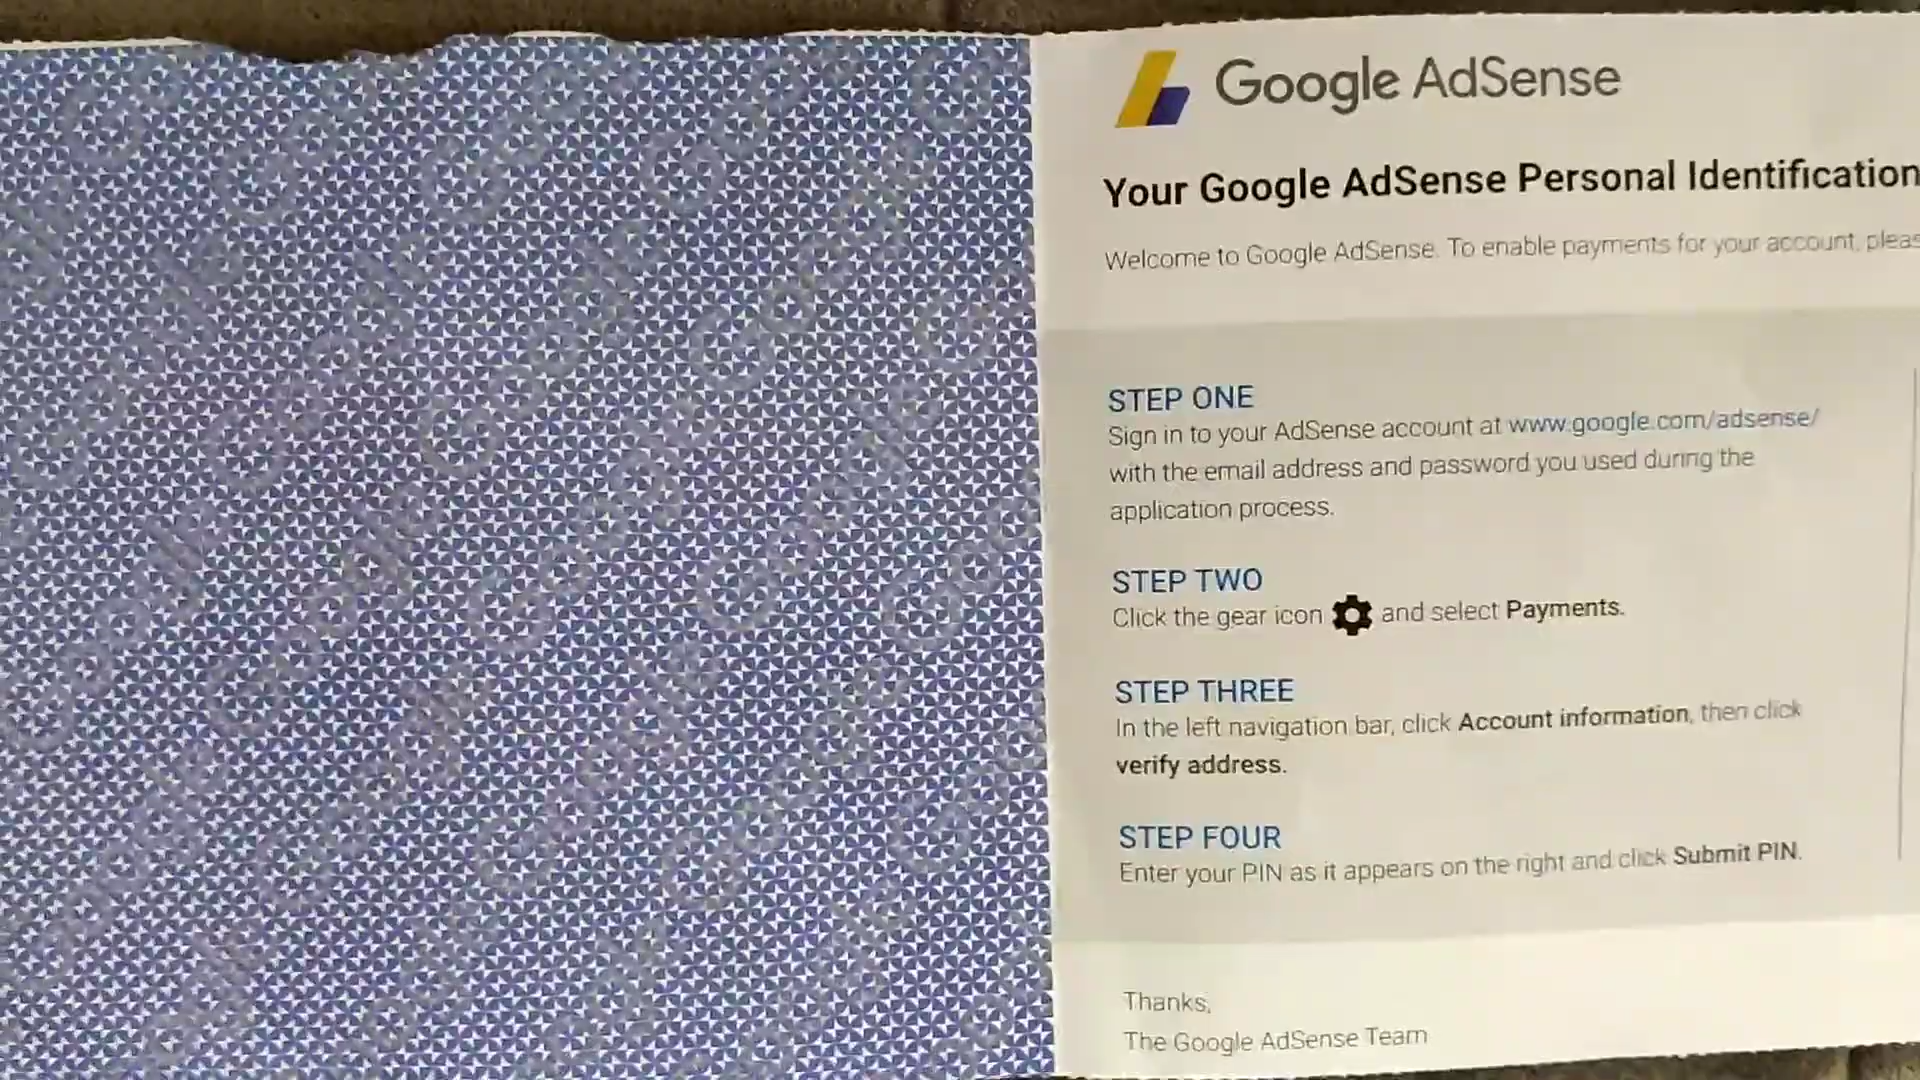 Google AdSense
Your Google AdSense Personal Identification
Welcome to Google AdSense. To enable payments for your account,
STEP ONE
Sign in to your AdSense account at www.google.com/adsense/
with the email address and password you used during the
application process.
STEP TWO
Click the gear icon and select Payments.
STEP THREE
In the left navigation bar, click Account information, then click
verify address.
STEP FOUR
Enter your PIN as it appears on the right and click Submit PIN.
Thanks,
The Google AdSense Team